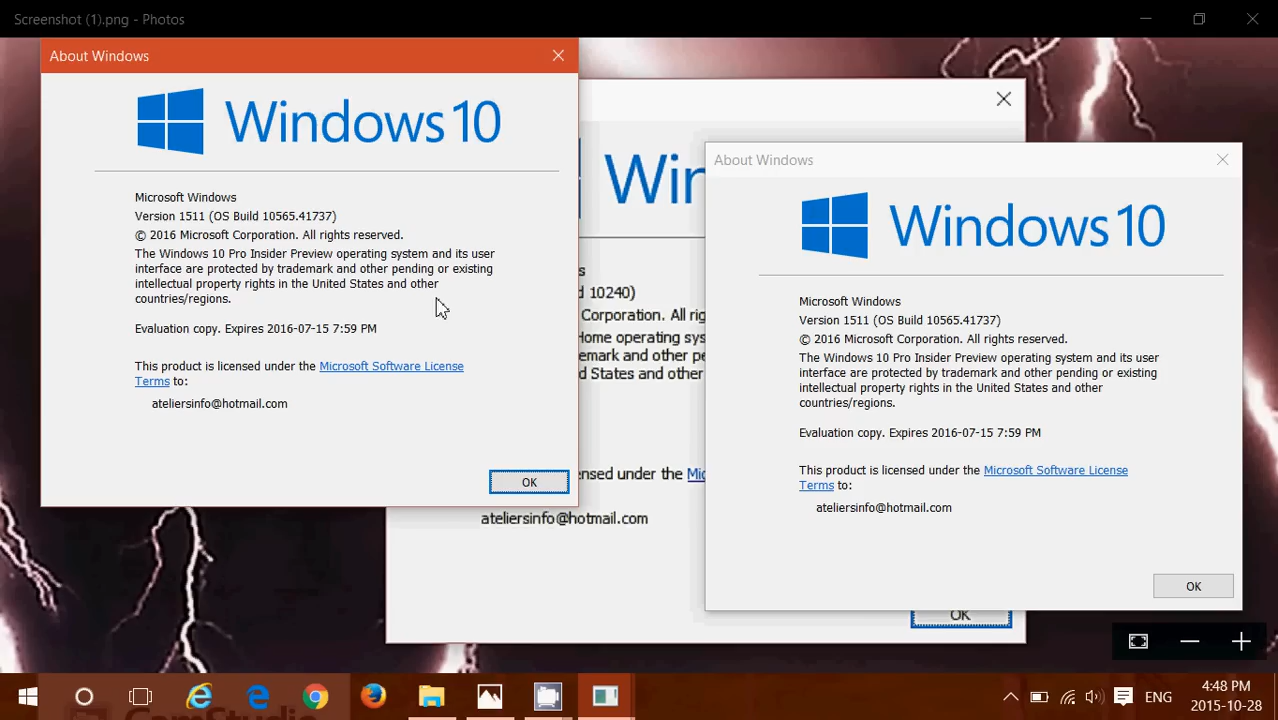 Screenshot (1).png - Photos
About Windows
Windows 10
Microsoft Windows
Version 1511 (OS Build 10565.41737)
© 2016 Microsoft Corporation. All rights reserved.
The Windows 10 Pro Insider Preview operating system and its user
interface are protected by trademark and other pending or existing
intellectual property rights in the United States and other
countries/regions.
Evaluation copy. Expires 2016-07-15 7:59 PM
This product is licensed under the Microsoft Software License
Terms to:
ateliersinfo@hotmail.com
OK
Win
s
d 10240)
Corporation. All rig
Home operating sys
demark and other pe
d States and other
ensed under the Mic
ateliersinfo@hotmail.com
OK
About Windows
Windows 10
Microsoft Windows
Version 1511 (OS Build 10565.41737)
© 2016 Microsoft Corporation. All rights reserved.
The Windows 10 Pro Insider Preview operating system and its user
interface are protected by trademark and other pending or existing
intellectual property rights in the United States and other
countries/regions.
Evaluation copy. Expires 2016-07-15 7:59 PM
This product is licensed under the Microsoft Software License
Terms to:
ateliersinfo@hotmail.com
OK
ENG
4:48 PM
2015-10-28
CamStudio